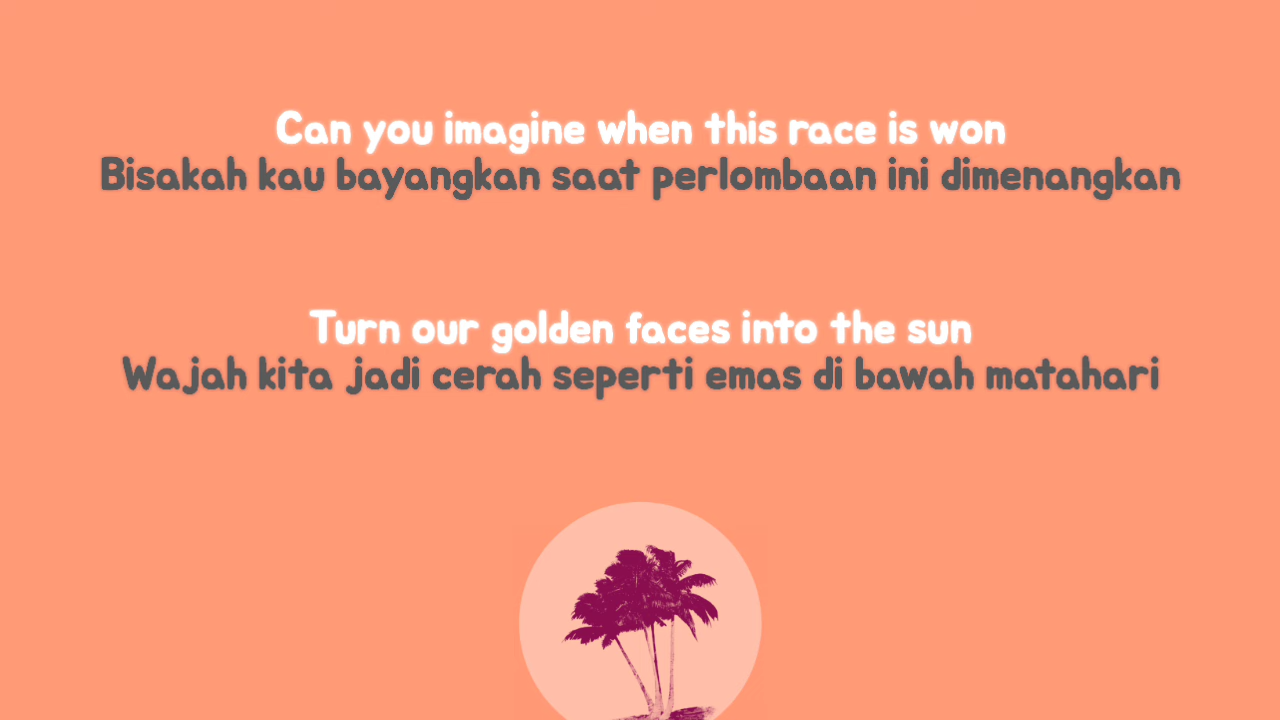 Can you imagine when this race is won
Bisakah kau bayangkan saat perlombaan ini dimenangkan
Turn our golden faces into the sun
Wajah kita jadi cerah seperti emas di bawah matahari